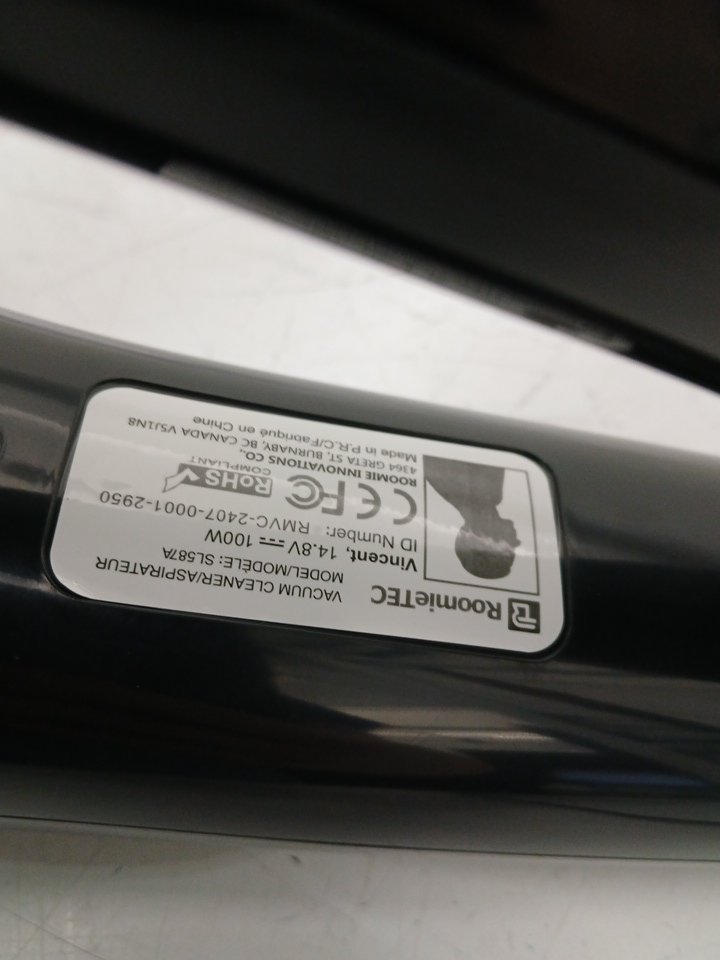 RoomieTEC
VACUUM CLEANER/ASPIRATEUR
MODEL/MODÈLE: SL587A
Vincent, 14.8V 100W
ID Number: RMVC-2407-0001-2950
CE FC RoHS
COMPLIANT
ROOMIE INNOVATIONS CO.,
4364 GRETA ST, BURNABY, BC CANADA V5J1N8
Made in P.R.C/Fabriqué en Chine